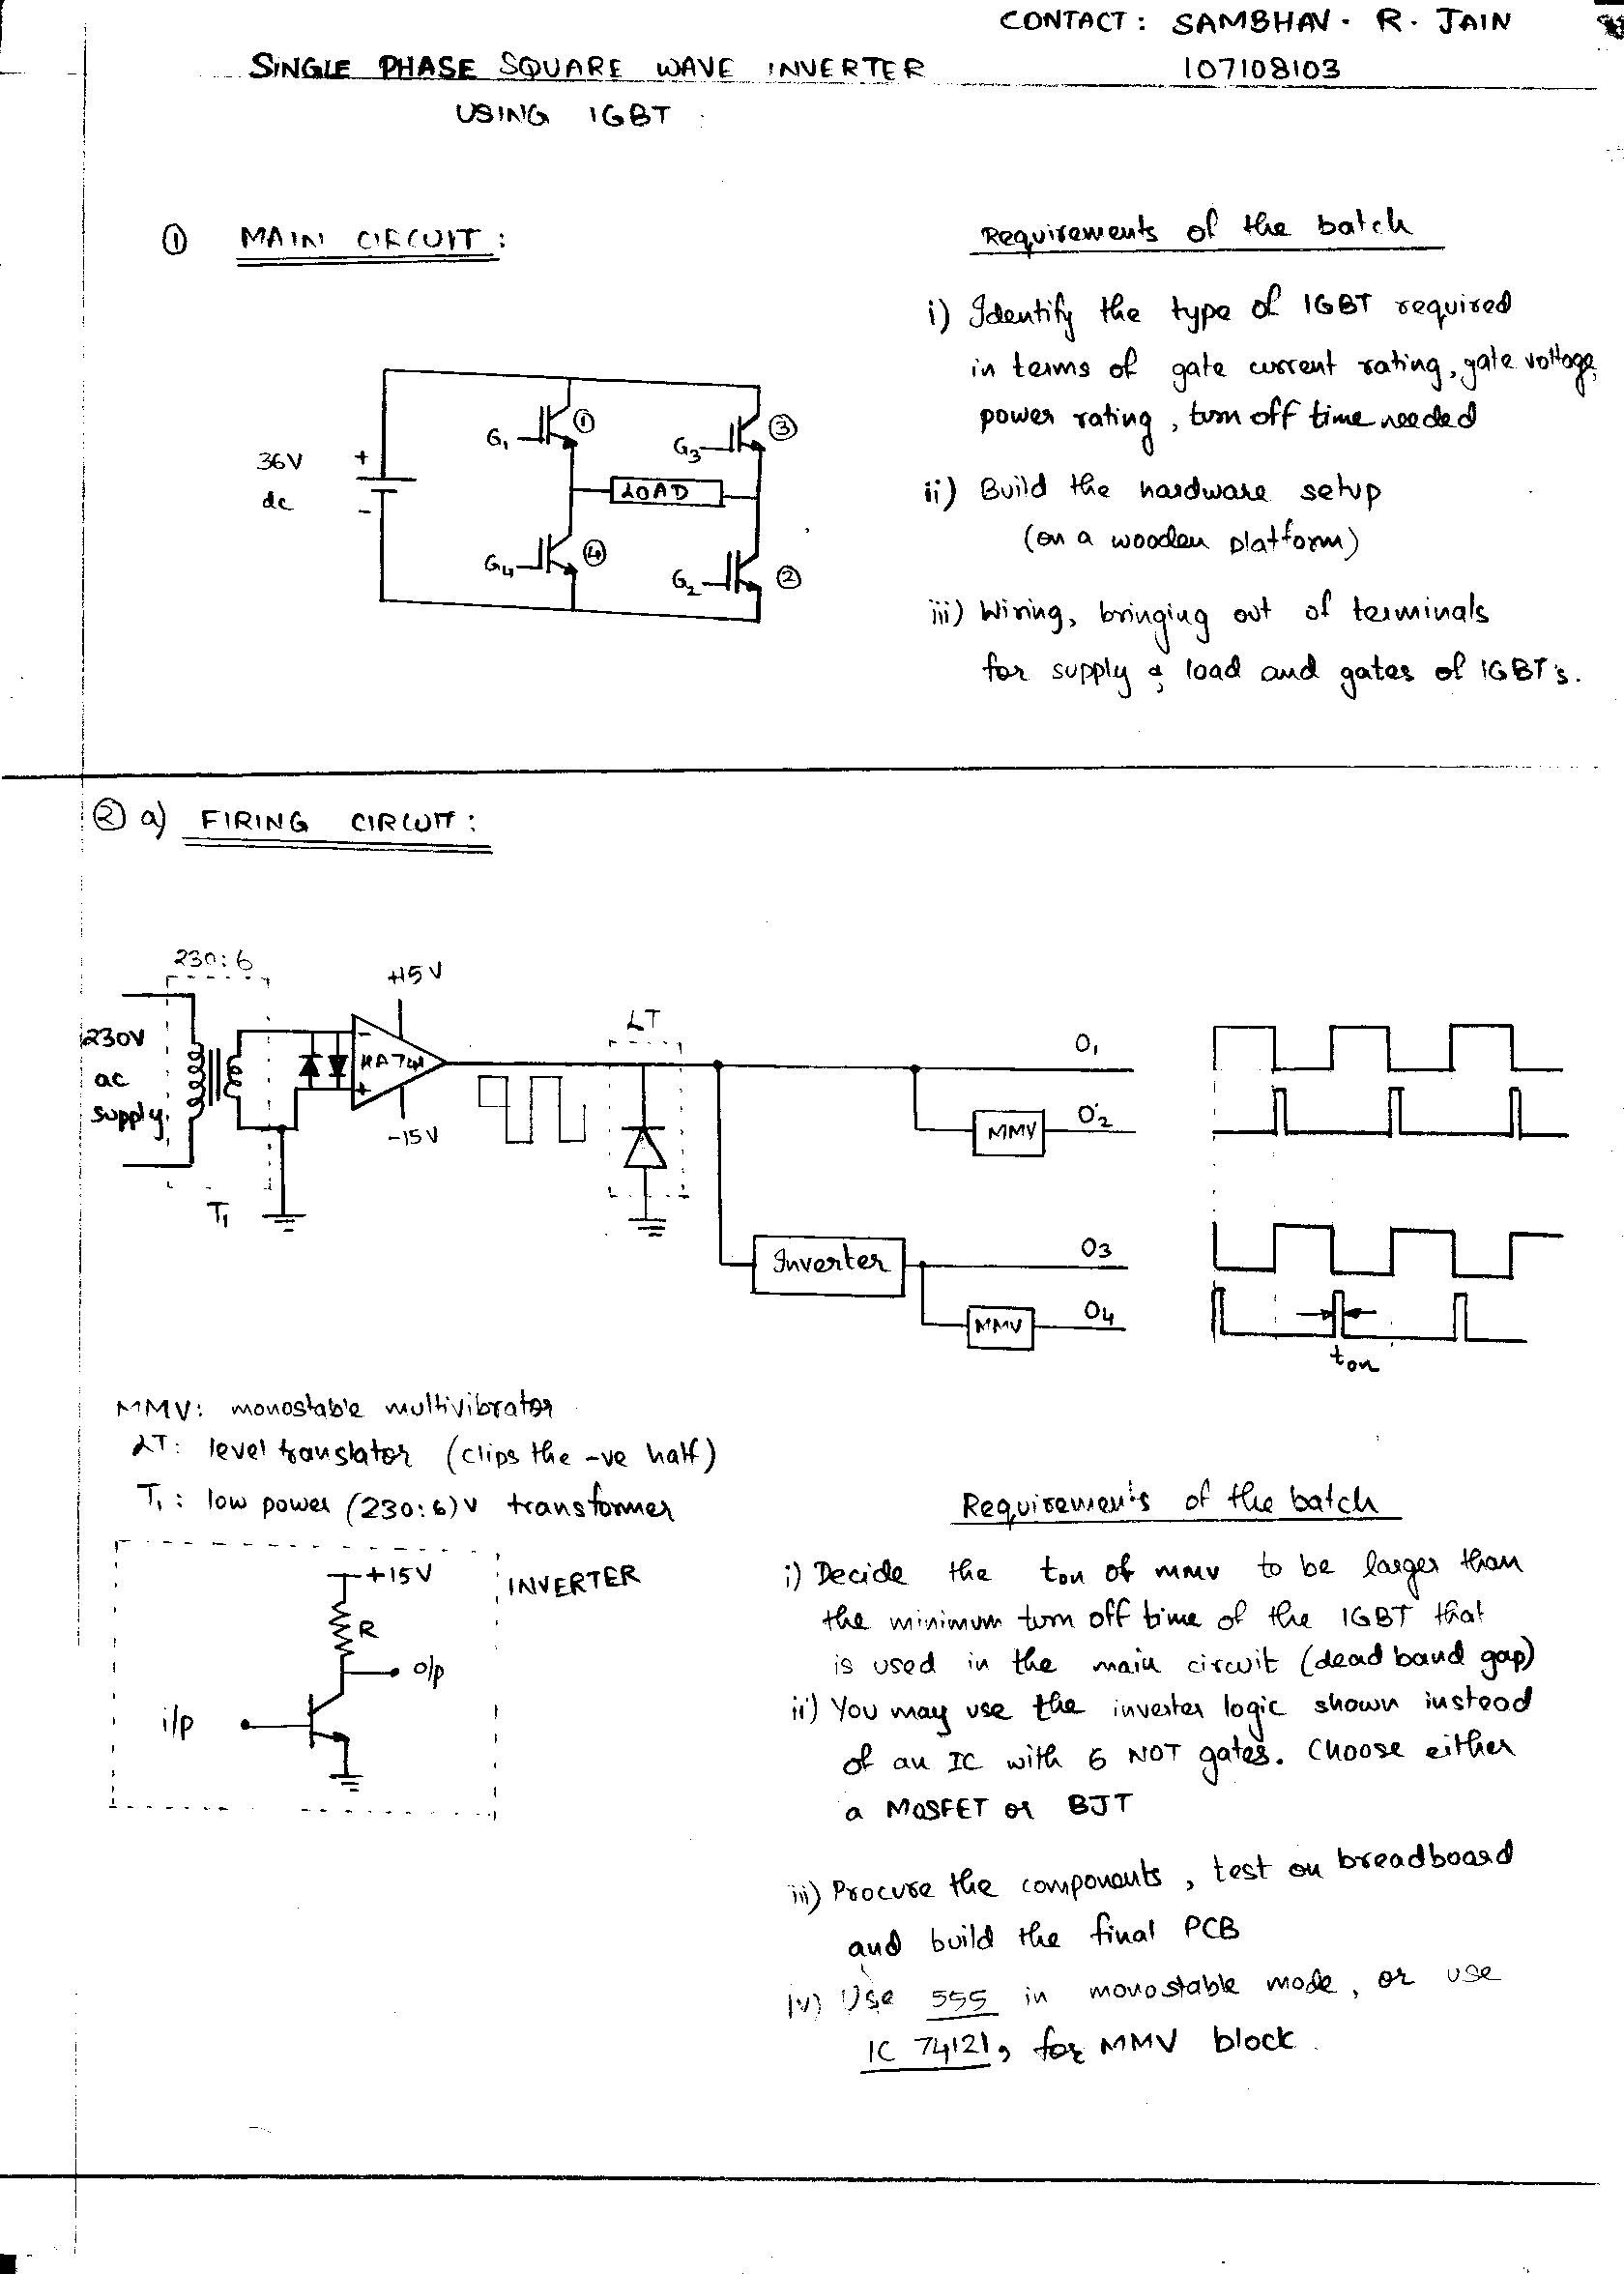 CONTACT: SAMBHAV. R. JAIN
107108103
SINGLE PHASE SQUARE WAVE INVERTER
USING IGBT
① MAIN CIRCUIT:
Requirements of the batch
i) Identify the type of IGBT required
in terms of gate current rating, gate voltage,
power rating, turn off time needed
ii) Build the hardware setup
(on a wooden platform)
iii) Wiring, bringing out of terminals
for supply & load and gates of IGBT's.
36V
dc
+
-
G1
①
G3
③
LOAD
G4
④
G2
②
② a) FIRING CIRCUIT:
230:6
230V
ac
supply
T1
+15V
-
+
µA741
-15V
LT
O1
MMV
O2
Inverter
O3
MMV
O4
ton
MMV: monostable multivibrator
LT: level translator (clips the -ve half)
T1: low power (230:6)V transformer
+15V
INVERTER
R
o/p
i/p
Requirements of the batch
i) Decide the ton of MMV to be larger than
the minimum turn off time of the IGBT that
is used in the main circuit (dead band gap)
ii) You may use the inverter logic shown instead
of an IC with 6 NOT gates. Choose either
a MOSFET or BJT
iii) Procure the components, test on breadboard
and build the final PCB
iv) Use 555 in monostable mode, or use
IC 74121, for MMV block.